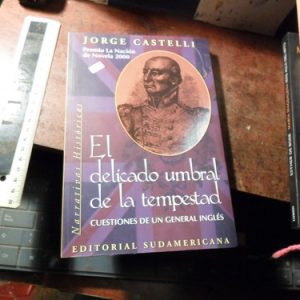 JORGE CASTELLI
Premio La Nación
de Novela 2000
Narrativas Históricas
El
delicado umbral
de la tempestad
CUESTIONES DE UN GENERAL INGLÉS
EDITORIAL SUDAMERICANA